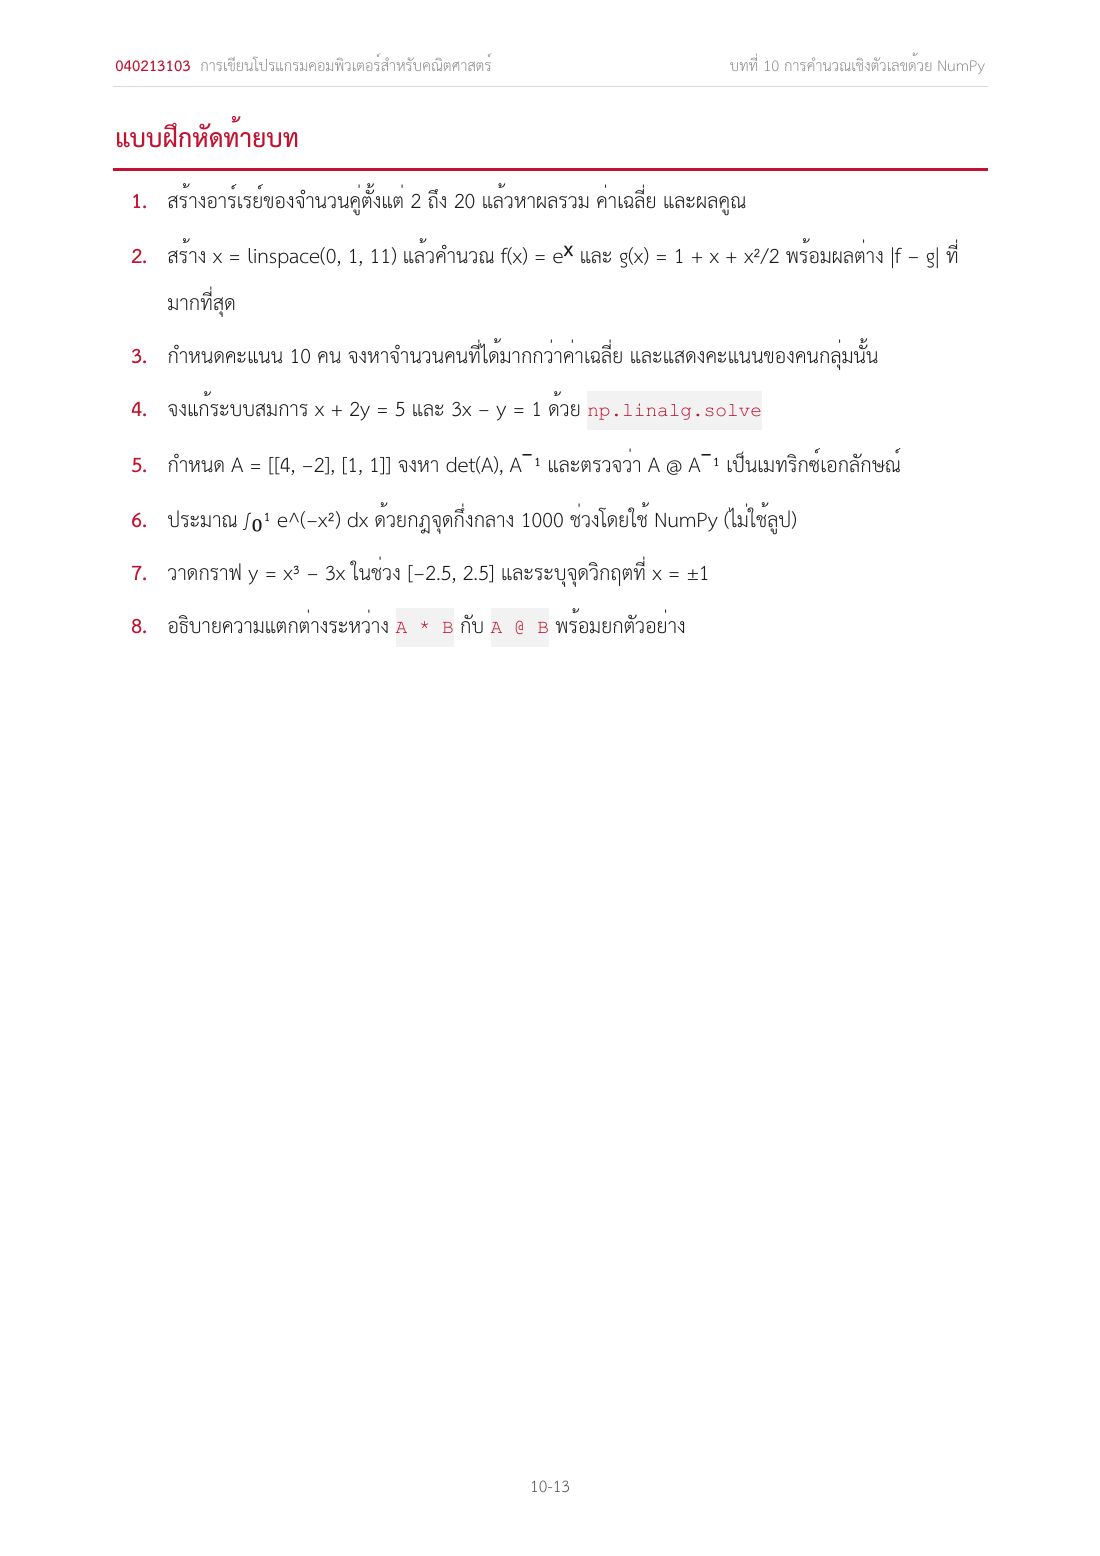 040213103 การเขียนโปรแกรมคอมพิวเตอร์สำหรับคณิตศาสตร์ บทที่ 10 การคำนวณเชิงตัวเลขด้วย NumPy
แบบฝึกหัดท้ายบท
1. สร้างอาร์เรย์ของจำนวนคู่ตั้งแต่ 2 ถึง 20 แล้วหาผลรวม ค่าเฉลี่ย และผลคูณ
2. สร้าง x = linspace(0, 1, 11) แล้วคำนวณ f(x) = eˣ และ g(x) = 1 + x + x²/2 พร้อมผลต่าง |f – g| ที่
มากที่สุด
3. กำหนดคะแนน 10 คน จงหาจำนวนคนที่ได้มากกว่าค่าเฉลี่ย และแสดงคะแนนของคนกลุ่มนั้น
4. จงแก้ระบบสมการ x + 2y = 5 และ 3x – y = 1 ด้วย np.linalg.solve
5. กำหนด A = [[4, –2], [1, 1]] จงหา det(A), A⁻¹ และตรวจว่า A @ A⁻¹ เป็นเมทริกซ์เอกลักษณ์
6. ประมาณ ∫₀¹ e^(–x²) dx ด้วยกฎจุดกึ่งกลาง 1000 ช่วงโดยใช้ NumPy (ไม่ใช้ลูป)
7. วาดกราฟ y = x³ – 3x ในช่วง [–2.5, 2.5] และระบุจุดวิกฤตที่ x = ±1
8. อธิบายความแตกต่างระหว่าง A * B กับ A @ B พร้อมยกตัวอย่าง
10-13